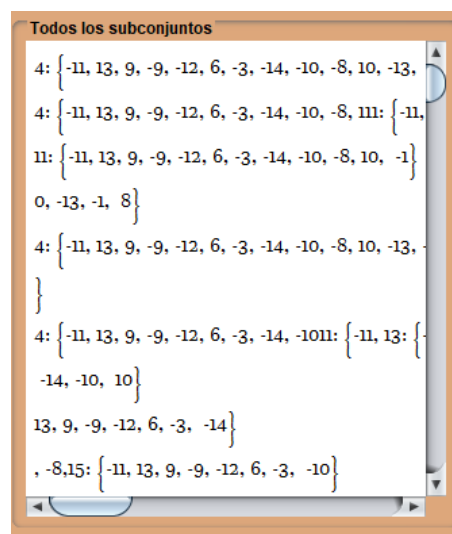 Todos los subconjuntos
4: {-11, 13, 9, -9, -12, 6, -3, -14, -10, -8, 10, -13,
4: {-11, 13, 9, -9, -12, 6, -3, -14, -10, -8, 111: {-11,
11: {-11, 13, 9, -9, -12, 6, -3, -14, -10, -8, 10, -1}
0, -13, -1, 8}
4: {-11, 13, 9, -9, -12, 6, -3, -14, -10, -8, 10, -13, -
}
4: {-11, 13, 9, -9, -12, 6, -3, -14, -1011: {-11, 13: {-
-14, -10, 10}
13, 9, -9, -12, 6, -3, -14}
, -8,15: {-11, 13, 9, -9, -12, 6, -3, -10}